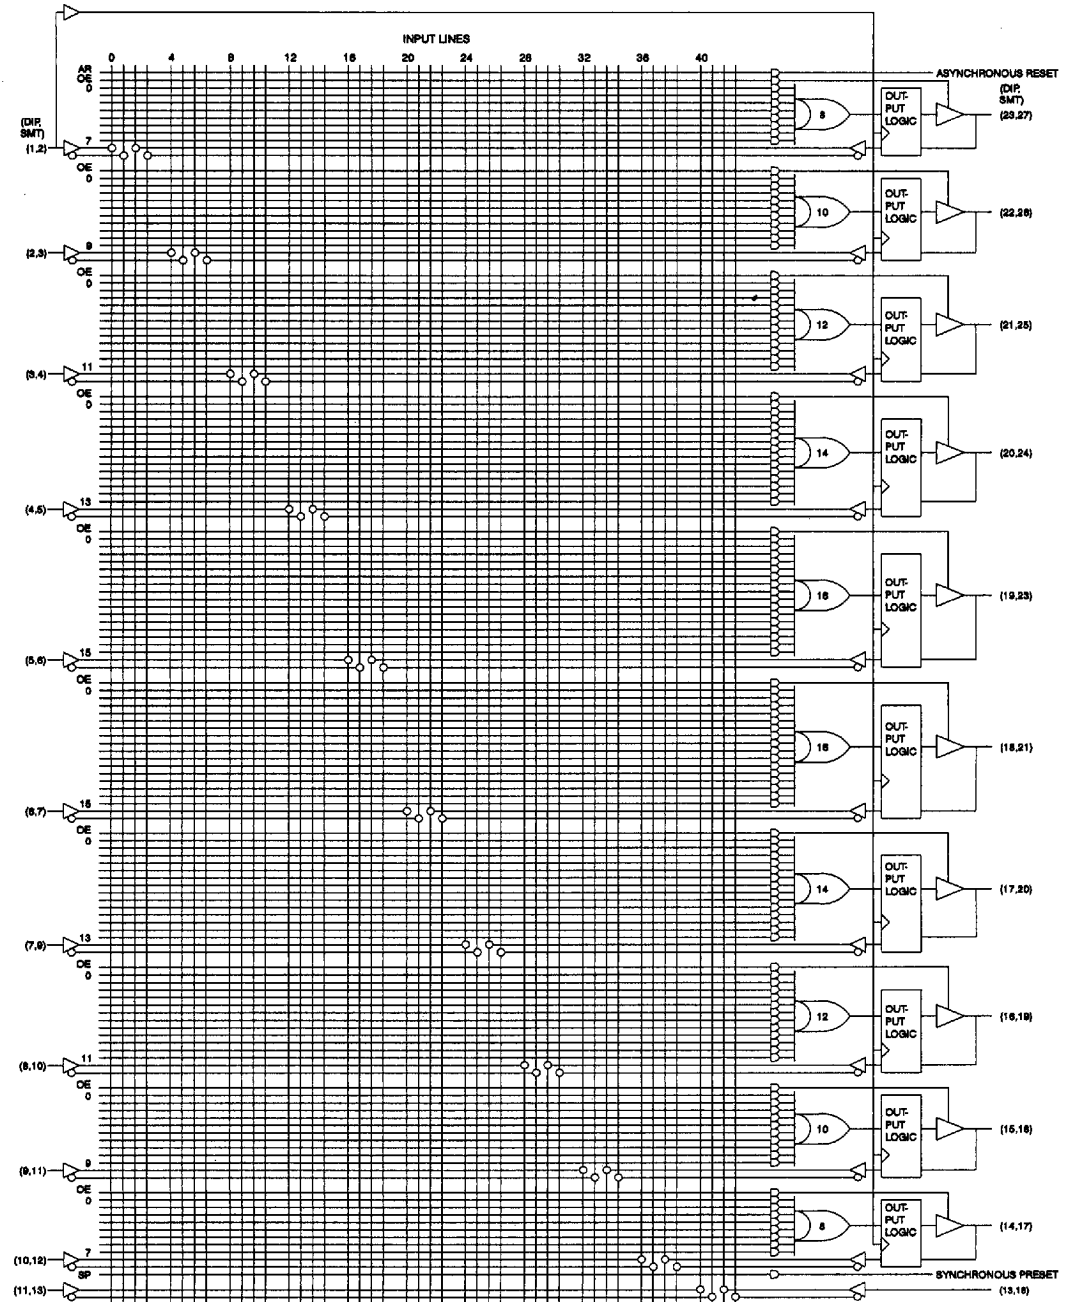 INPUT LINES
0 4 8 12 16 20 24 28 32 36 40
AR
OE
0
ASYNCHRONOUS RESET
(DIP, SMT)
(DIP, SMT)
8
OUT-PUT LOGIC
(23,27)
7
(1,2)
OE
0
10
OUT-PUT LOGIC
(22,26)
9
(2,3)
OE
0
12
OUT-PUT LOGIC
(21,25)
11
(3,4)
OE
0
14
OUT-PUT LOGIC
(20,24)
13
(4,5)
OE
0
16
OUT-PUT LOGIC
(19,23)
15
(5,6)
OE
0
16
OUT-PUT LOGIC
(18,21)
15
(6,7)
OE
0
14
OUT-PUT LOGIC
(17,20)
13
(7,9)
OE
0
12
OUT-PUT LOGIC
(16,19)
11
(8,10)
OE
0
10
OUT-PUT LOGIC
(15,18)
9
(9,11)
OE
0
8
OUT-PUT LOGIC
(14,17)
7
(10,12)
SP
SYNCHRONOUS PRESET
(11,13)
(13,16)